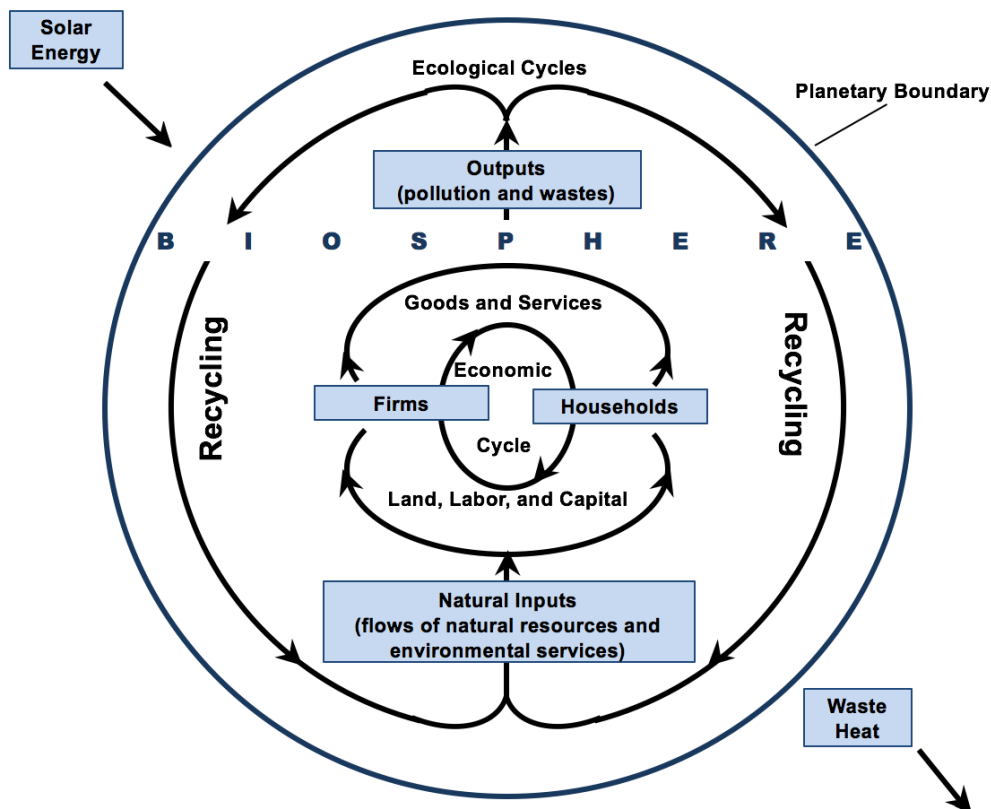 Solar
Energy
Ecological Cycles
Planetary Boundary
Outputs
(pollution and wastes)
B I O S P H E R E
Goods and Services
Recycling
Recycling
Economic
Firms
Households
Cycle
Land, Labor, and Capital
Natural Inputs
(flows of natural resources and
environmental services)
Waste
Heat